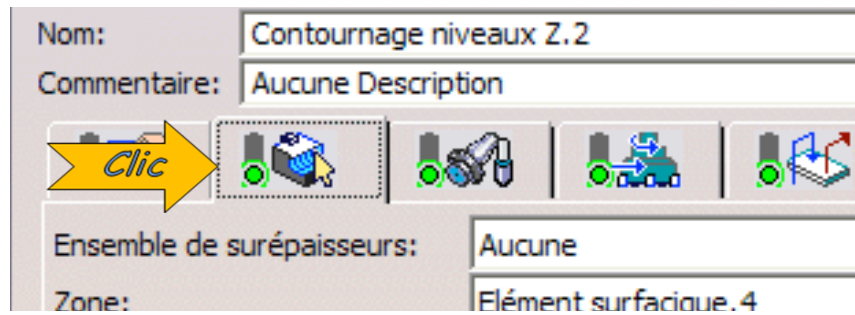 Nom: Contournage niveaux Z.2
Commentaire: Aucune Description
Clic
Ensemble de surépaisseurs: Aucune
Zone: Elément surfacique.4